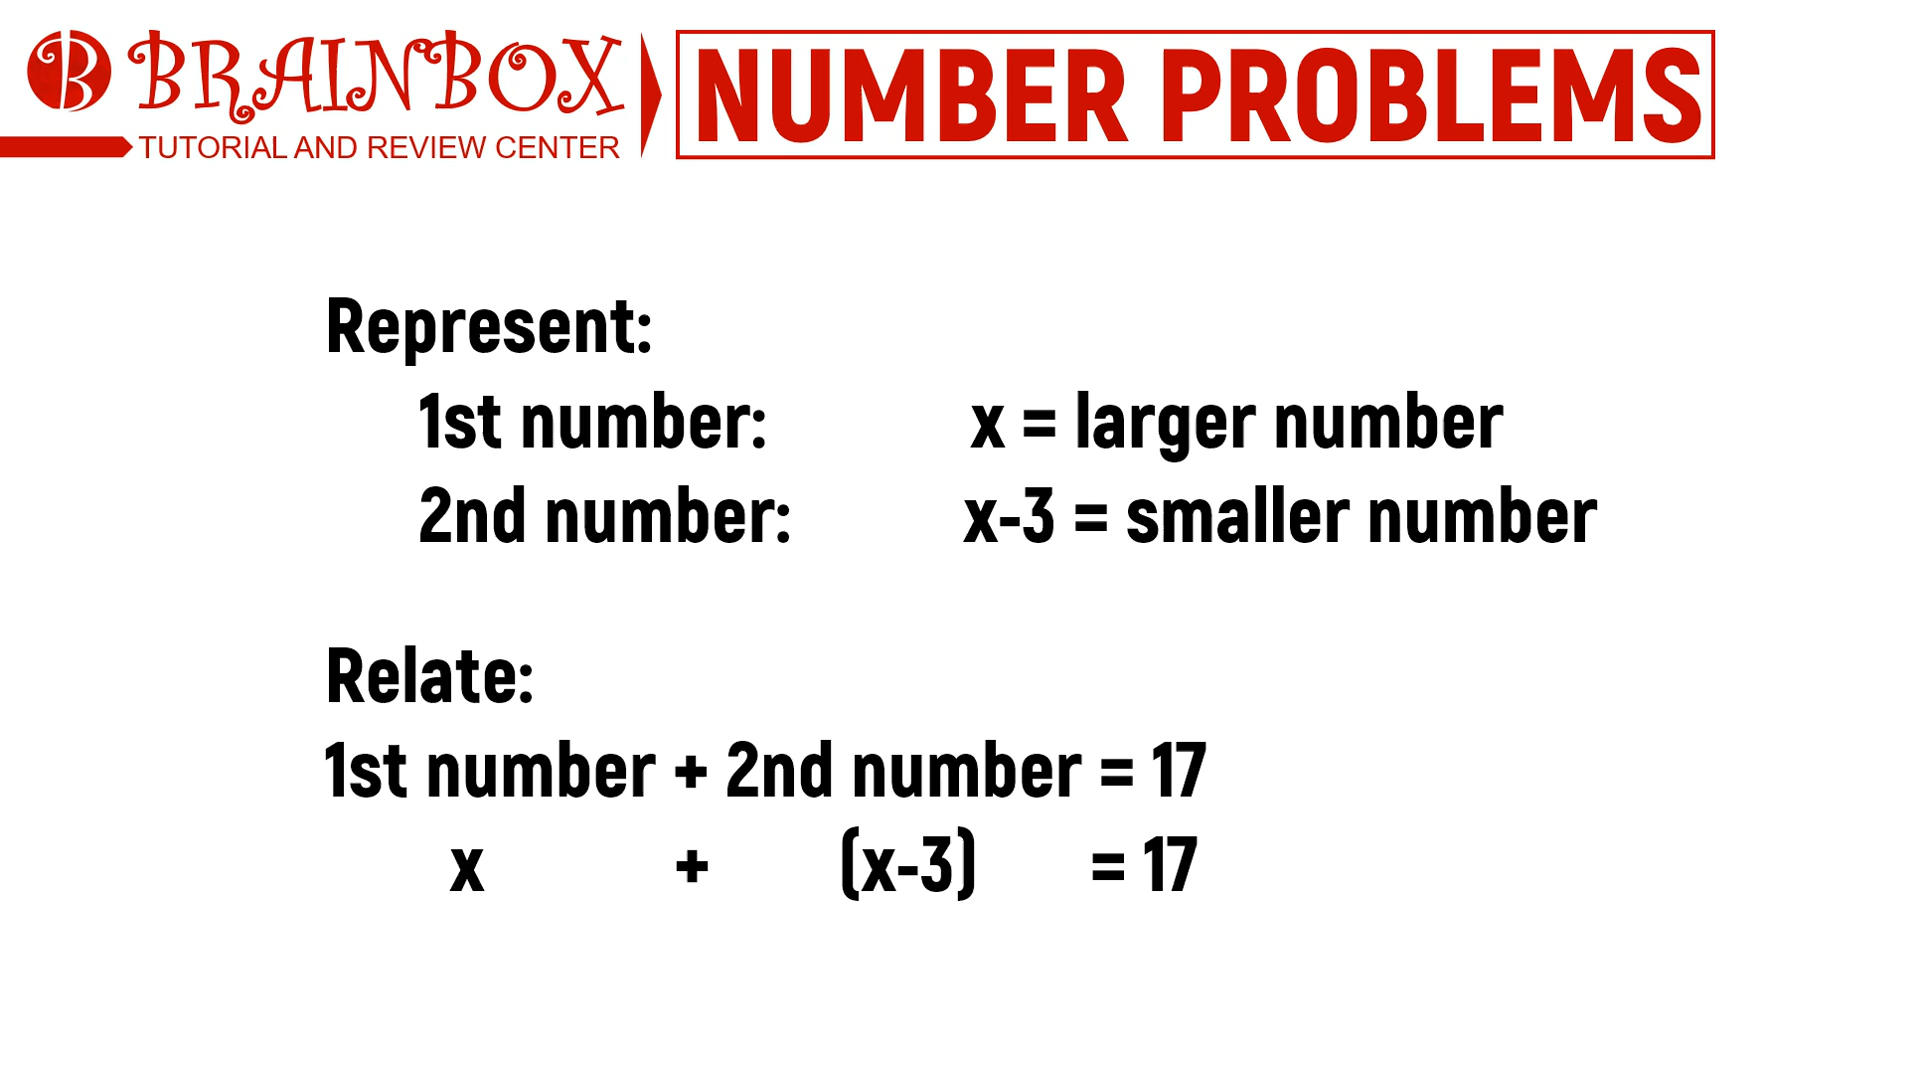 BRAINBOX
TUTORIAL AND REVIEW CENTER
NUMBER PROBLEMS
Represent:
1st number: x = larger number
2nd number: x-3 = smaller number
Relate:
1st number + 2nd number = 17
x + (x-3) = 17